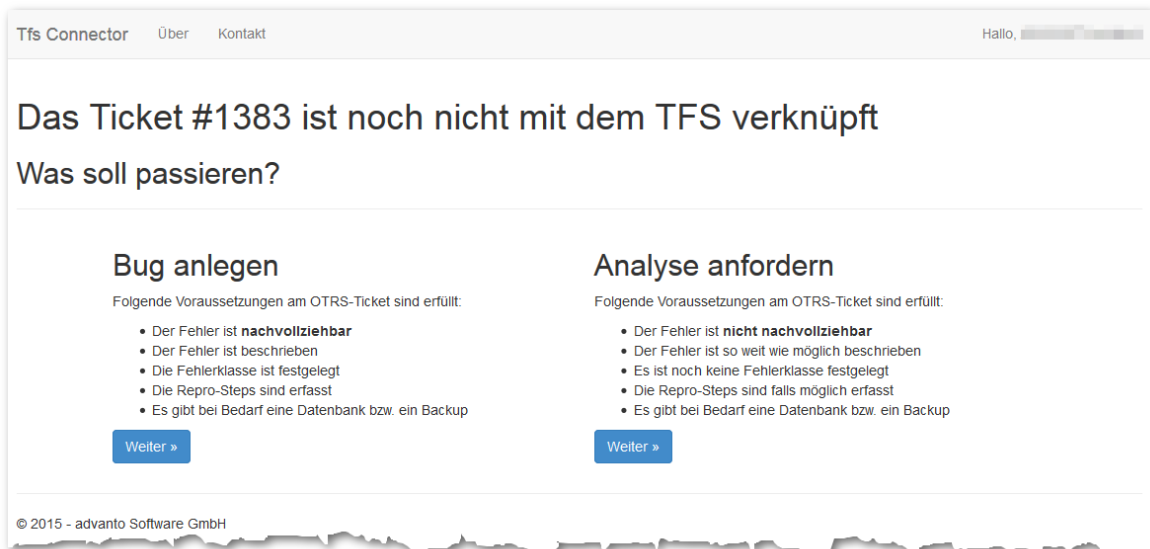 Tfs Connector Über Kontakt Hallo,
Das Ticket #1383 ist noch nicht mit dem TFS verknüpft
Was soll passieren?
Bug anlegen
Folgende Voraussetzungen am OTRS-Ticket sind erfüllt:
• Der Fehler ist nachvollziehbar
• Der Fehler ist beschrieben
• Die Fehlerklasse ist festgelegt
• Die Repro-Steps sind erfasst
• Es gibt bei Bedarf eine Datenbank bzw. ein Backup
Weiter »
Analyse anfordern
Folgende Voraussetzungen am OTRS-Ticket sind erfüllt:
• Der Fehler ist nicht nachvollziehbar
• Der Fehler ist so weit wie möglich beschrieben
• Es ist noch keine Fehlerklasse festgelegt
• Die Repro-Steps sind falls möglich erfasst
• Es gibt bei Bedarf eine Datenbank bzw. ein Backup
Weiter »
© 2015 - advanto Software GmbH